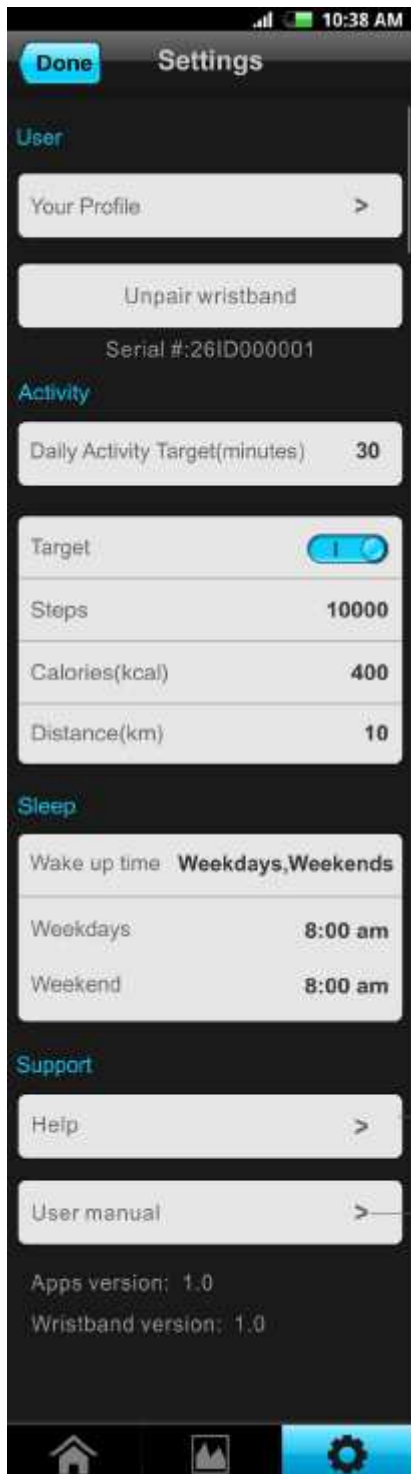 10:38 AM
Done Settings
User
Your Profile >
Unpair wristband
Serial #:26ID000001
Activity
Daily Activity Target(minutes) 30
Target I
Steps 10000
Calories(kcal) 400
Distance(km) 10
Sleep
Wake up time Weekdays,Weekends
Weekdays 8:00 am
Weekend 8:00 am
Support
Help >
User manual >
Apps version: 1.0
Wristband version: 1.0